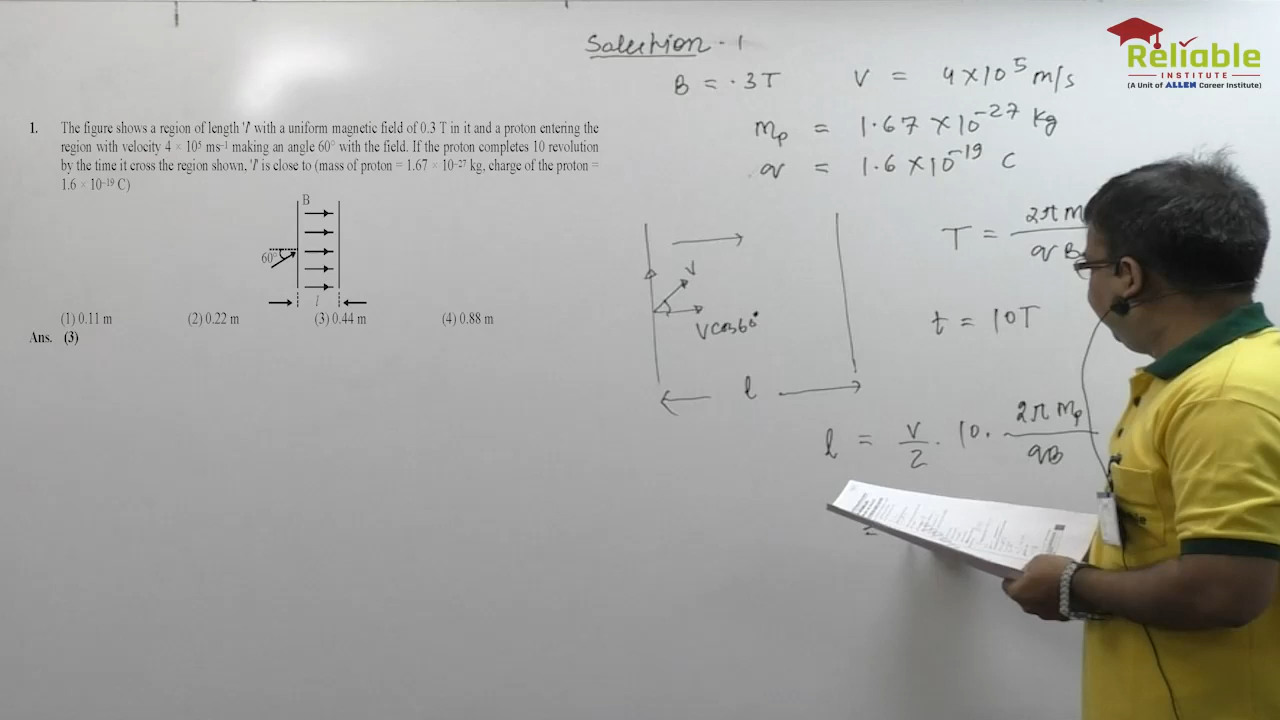 Reliable
INSTITUTE
(A Unit of ALLEN Career Institute)
Solution - 1
B = .3T V = 4×10⁵ m/s
mₚ = 1.67 ×10⁻²⁷ kg
q = 1.6 ×10⁻¹⁹ C
1. The figure shows a region of length 'l' with a uniform magnetic field of 0.3 T in it and a proton entering the
region with velocity 4 × 10⁵ ms⁻¹ making an angle 60° with the field. If the proton completes 10 revolution
by the time it cross the region shown, 'l' is close to (mass of proton = 1.67 × 10⁻²⁷ kg, charge of the proton =
1.6 × 10⁻¹⁹ C)
B
60°
l
(1) 0.11 m (2) 0.22 m (3) 0.44 m (4) 0.88 m
Ans. (3)
V
V cos60°
l
T = 2π m / q B
t = 10T
l = V/2 . 10 . 2π mₚ / qB